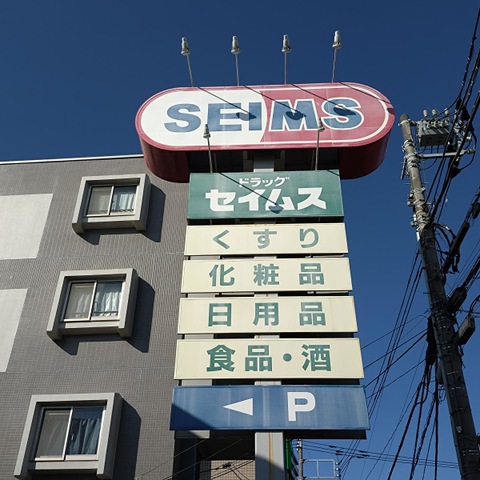 SEIMS
ドラッグ
セイムス
くすり
化粧品
日用品
食品・酒
P